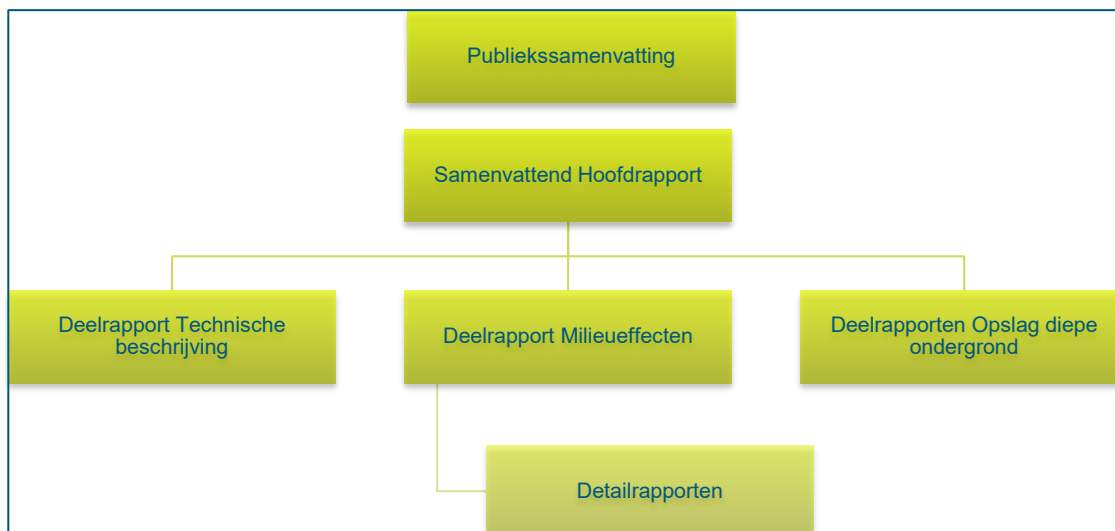 Publiekssamenvatting
Samenvattend Hoofdrapport
Deelrapport Technische
beschrijving
Deelrapport Milieueffecten
Deelrapporten Opslag diepe
ondergrond
Detailrapporten